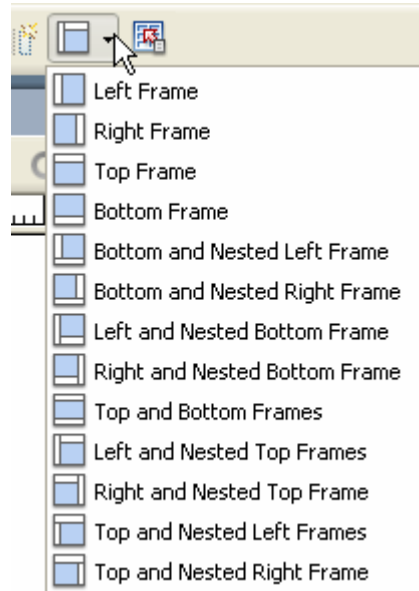 Left Frame
Right Frame
Top Frame
Bottom Frame
Bottom and Nested Left Frame
Bottom and Nested Right Frame
Left and Nested Bottom Frame
Right and Nested Bottom Frame
Top and Bottom Frames
Left and Nested Top Frames
Right and Nested Top Frame
Top and Nested Left Frames
Top and Nested Right Frame